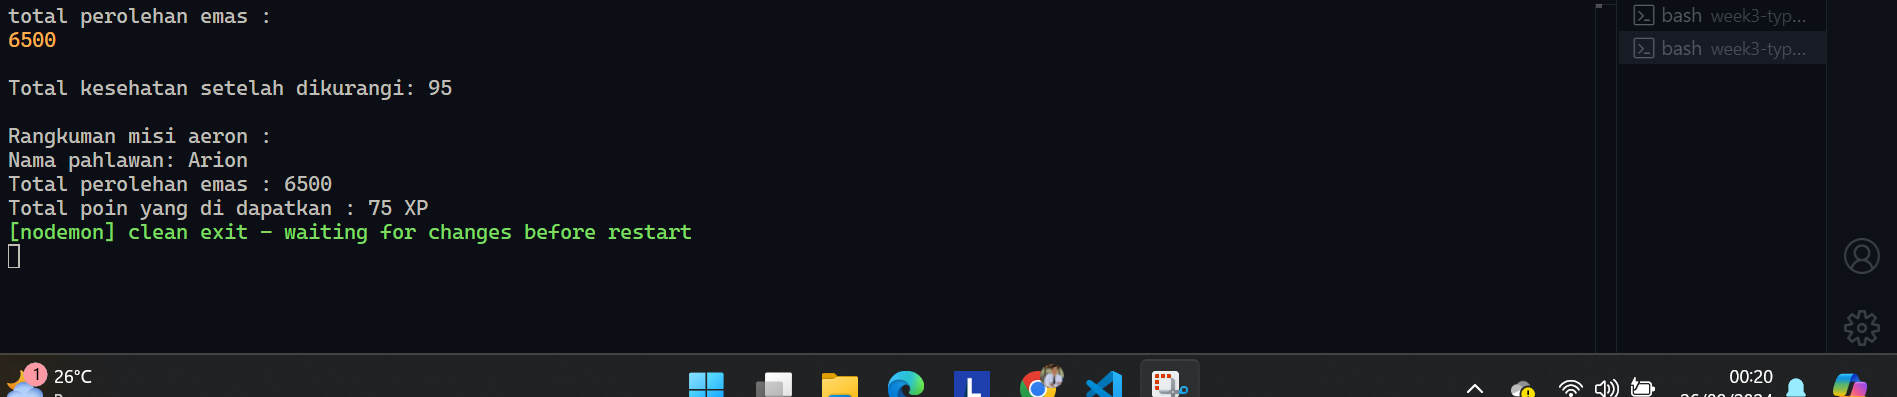 total perolehan emas :
6500
Total kesehatan setelah dikurangi: 95
Rangkuman misi aeron :
Nama pahlawan: Arion
Total perolehan emas : 6500
Total poin yang di dapatkan : 75 XP
[nodemon] clean exit - waiting for changes before restart
bash week3-typ...
bash week3-typ...
1
26°C
L
00:20